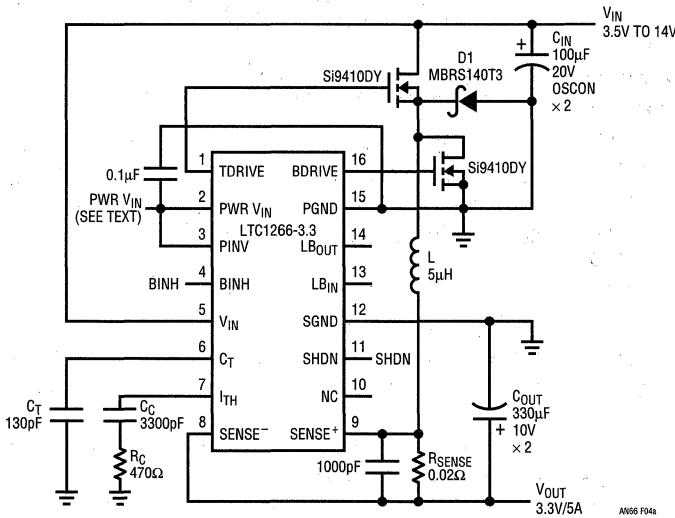 VIN
3.5V TO 14V
CIN
100µF
20V
OSCON
× 2
D1
MBRS140T3
Si9410DY
Si9410DY
0.1µF
PWR VIN
(SEE TEXT)
1 TDRIVE BDRIVE 16
2 PWR VIN PGND 15
LTC1266-3.3
3 PINV LBOUT 14
BINH 4 BINH LBIN 13
5 VIN SGND 12
6 CT SHDN 11 SHDN
7 ITH NC 10
8 SENSE– SENSE+ 9
L
5µH
CT
130pF
CC
3300pF
RC
470Ω
1000pF
RSENSE
0.02Ω
COUT
330µF
10V
+ × 2
+
VOUT
3.3V/5A
AN66 F04a